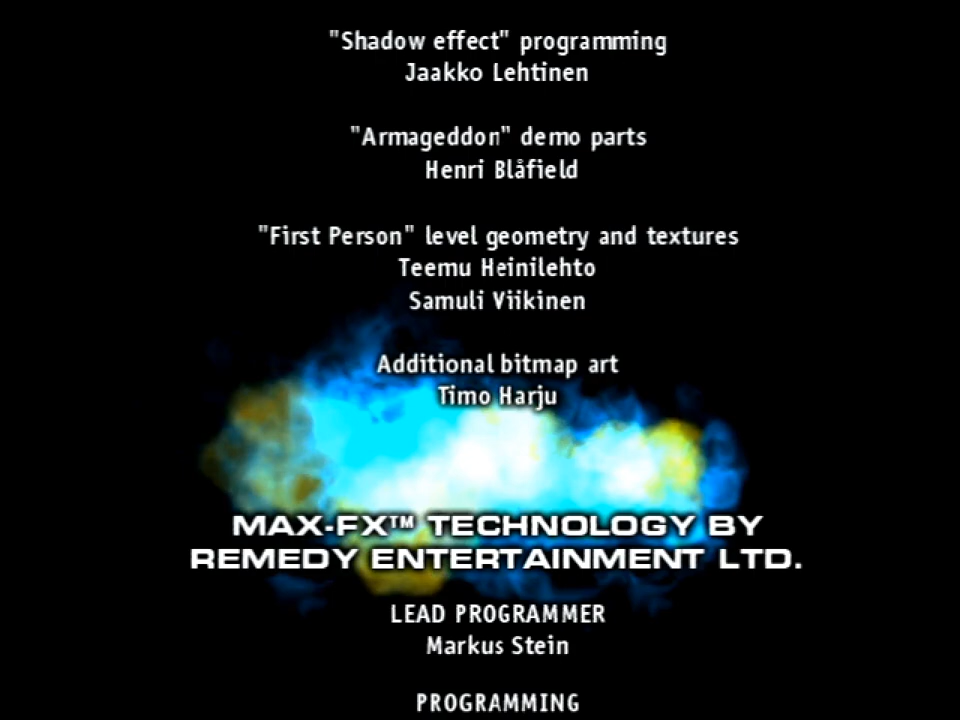 "Shadow effect" programming
Jaakko Lehtinen
"Armageddon" demo parts
Henri Blåfield
"First Person" level geometry and textures
Teemu Heinilehto
Samuli Viikinen
Additional bitmap art
Timo Harju
MAX-FX™ TECHNOLOGY BY
REMEDY ENTERTAINMENT LTD.
LEAD PROGRAMMER
Markus Stein
PROGRAMMING